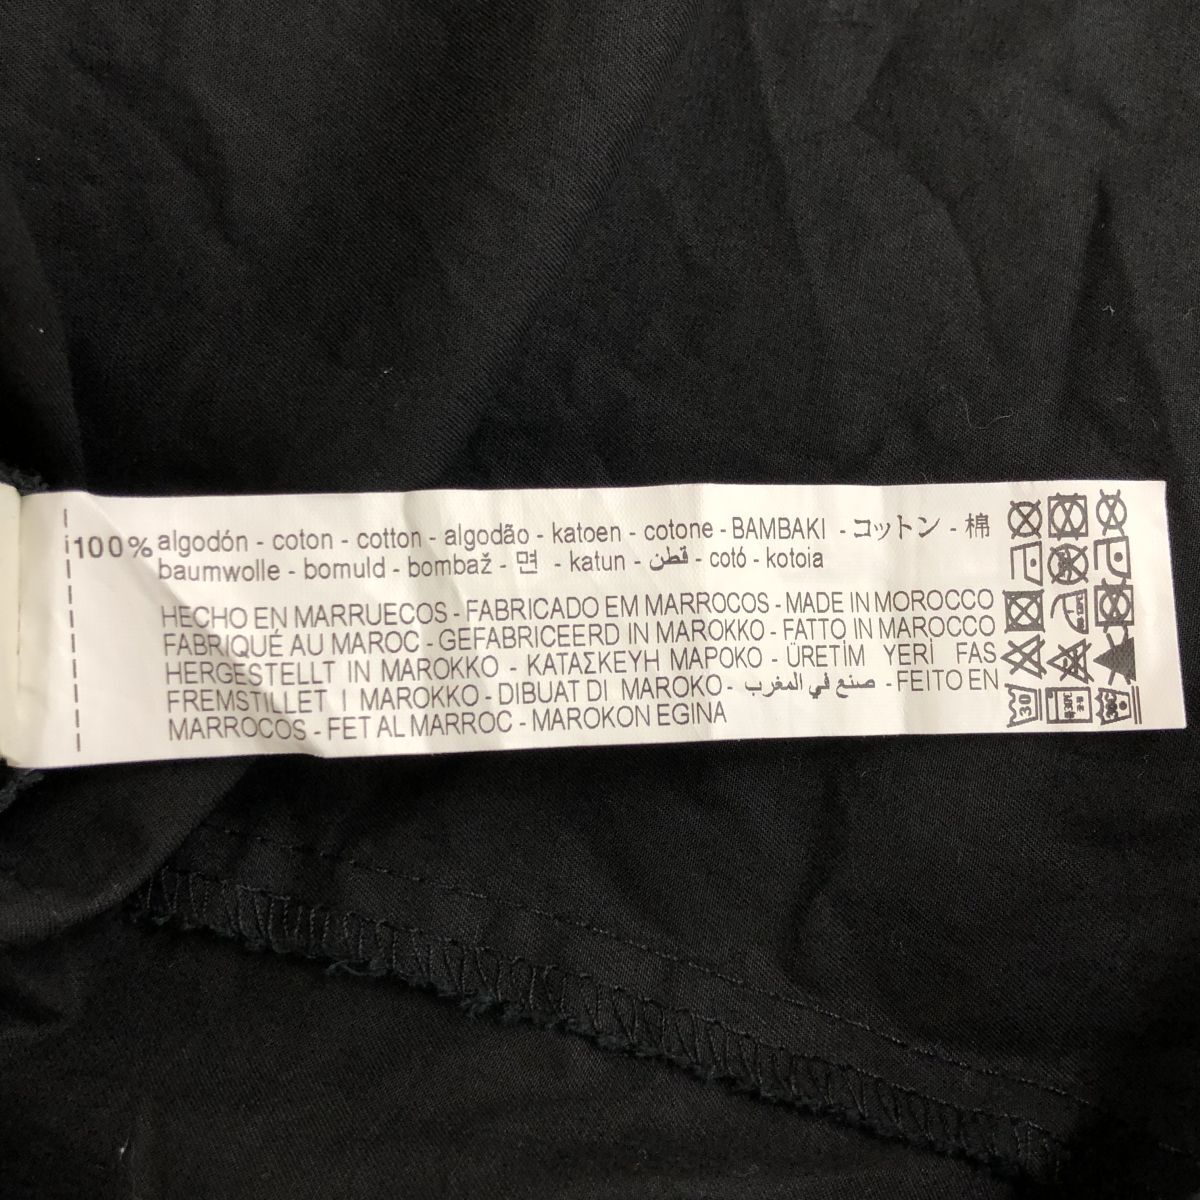 100% algodón - coton - cotton - algodão - katoen - cotone - BAMBAKI - コットン - 棉
baumwolle - bomuld - bombaž - 면 - katun - قطن - cotó - kotoia
HECHO EN MARRUECOS - FABRICADO EM MARROCOS - MADE IN MOROCCO
FABRIQUÉ AU MAROC - GEFABRICEERD IN MAROKKO - FATTO IN MAROCCO
HERGESTELLT IN MAROKKO - ΚΑΤΑΣΚΕΥΗ ΜΑΡΟΚΟ - ÜRETİM YERİ FAS
FREMSTILLET I MAROKKO - DIBUAT DI MAROKO - صنع في المغرب - FEITO EN
MARROCOS - FET AL MARROC - MAROKON EGINA
30